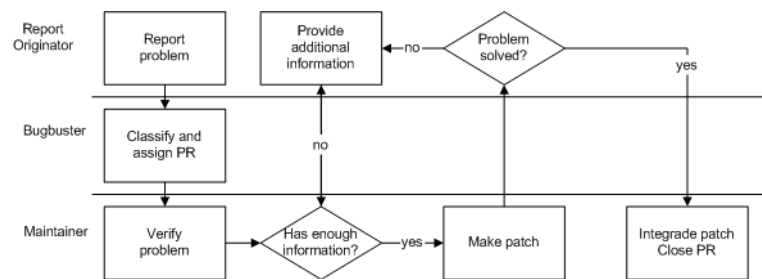 Report
Originator
Report
problem
Provide
additional
information
no
Problem
solved?
yes
Bugbuster
Classify and
assign PR
no
Maintainer
Verify
problem
Has enough
information?
yes
Make patch
Integrade patch
Close PR